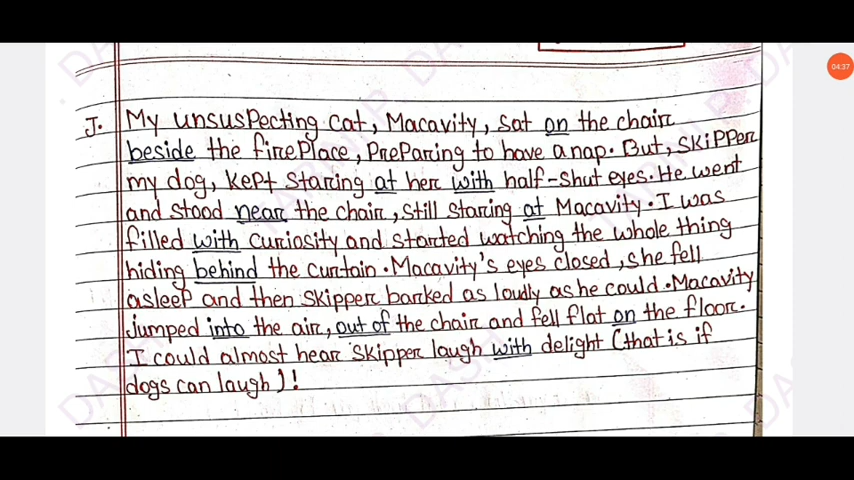 04:37
J. My unsuspecting cat, Macavity, sat on the chair
beside the fireplace, preparing to have a nap. But, skipper
my dog, kept staring at her with half-shut eyes. He went
and stood near the chair, still staring at Macavity. I was
filled with curiosity and started watching the whole thing
hiding behind the curtain. Macavity's eyes closed, she fell
asleep and then skipper barked as loudly as he could. Macavity
jumped into the air, out of the chair and fell flat on the floor.
I could almost hear skipper laugh with delight (that is if
dogs can laugh)!